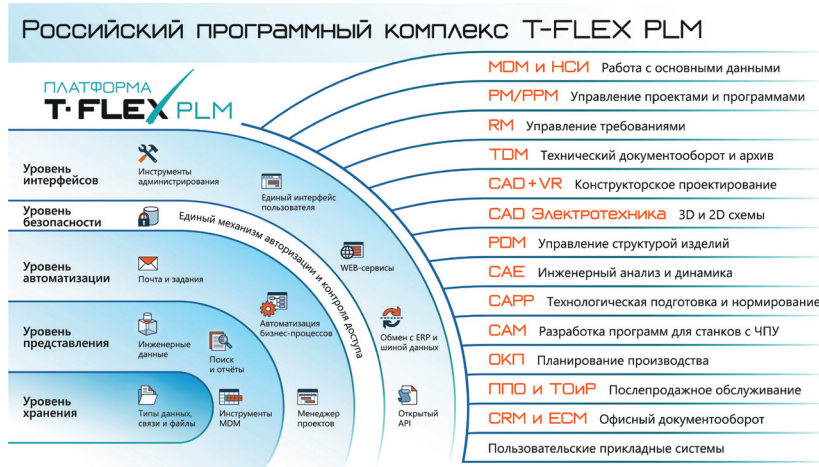 Российский программный комплекс T-FLEX PLM
ПЛАТФОРМА
T-FLEX PLM
Уровень
интерфейсов
Инструменты
администрирования
Единый интерфейс
пользователя
WEB-сервисы
Обмен с ERP и
шиной данных
Открытый
API
Уровень
безопасности
Единый механизм авторизации и контроля доступа
Уровень
автоматизации
Почта и задания
Автоматизация
бизнес-процессов
Менеджер
проектов
Уровень
представления
Инженерные
данные
Поиск
и отчёты
Инструменты
MDM
Уровень
хранения
Типы данных,
связи и файлы
MDM и НСИ Работа с основными данными
PM/PPM Управление проектами и программами
RM Управление требованиями
TDM Технический документооборот и архив
CAD+VR Конструкторское проектирование
CAD Электротехника 3D и 2D схемы
PDM Управление структурой изделий
CAE Инженерный анализ и динамика
CAPP Технологическая подготовка и нормирование
CAM Разработка программ для станков с ЧПУ
ОКП Планирование производства
ППО и ТОиР Послепродажное обслуживание
CRM и ECM Офисный документооборот
Пользовательские прикладные системы